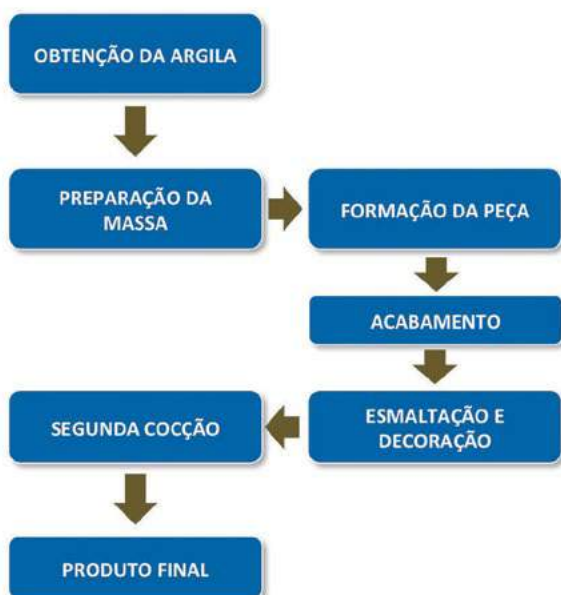 OBTENÇÃO DA ARGILA
PREPARAÇÃO DA
MASSA
FORMAÇÃO DA PEÇA
ACABAMENTO
ESMALTAÇÃO E
DECORAÇÃO
SEGUNDA COCÇÃO
PRODUTO FINAL